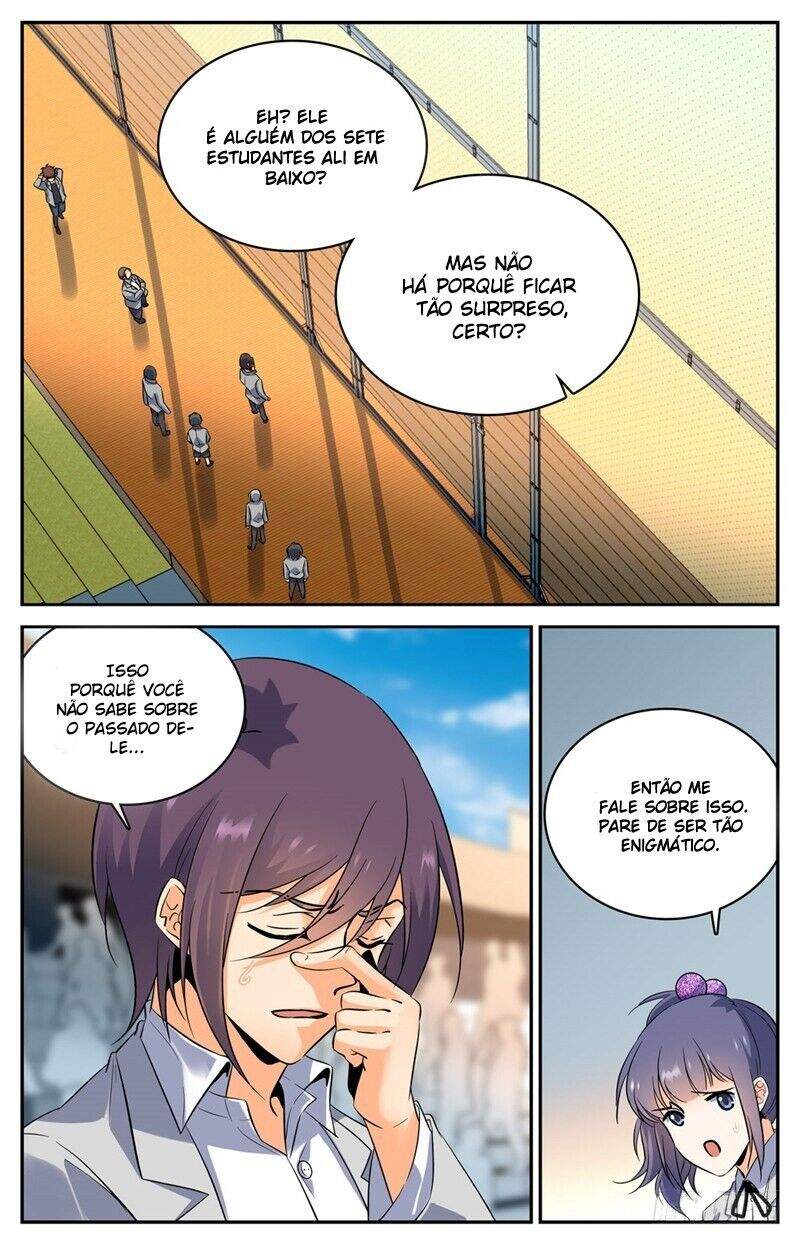 EH? ELE
É ALGUÉM DOS SETE
ESTUDANTES ALI EM
BAIXO?
MAS NÃO
HÁ PORQUÊ FICAR
TÃO SURPRESO,
CERTO?
ISSO
PORQUÊ VOCÊ
NÃO SABE SOBRE
O PASSADO DE-
LE...
ENTÃO ME
FALE SOBRE ISSO.
PARE DE SER TÃO
ENIGMÁTICO.